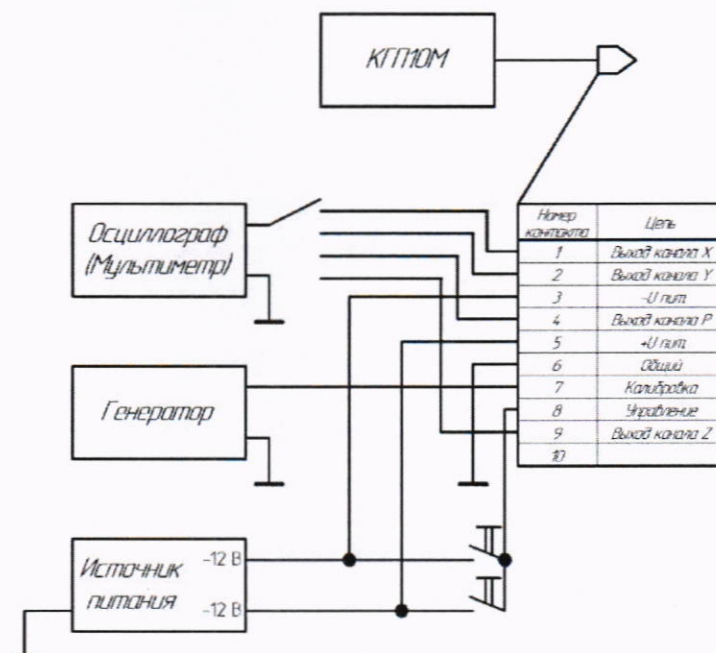 КГП10М
Осциллограф
(Мультиметр)
Генератор
Источник
питания
-12 В
-12 В
Номер контакта Цепь
1 Выход канала X
2 Выход канала Y
3 -U пит.
4 Выход канала P
5 +U пит.
6 Общий
7 Калибровка
8 Управление
9 Выход канала Z
10